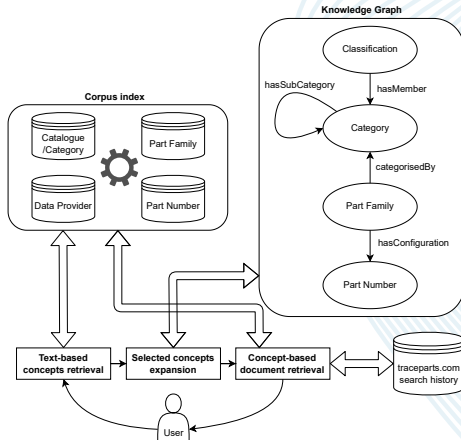 Knowledge Graph
Classification
hasSubCategory
hasMember
Category
categorisedBy
Part Family
hasConfiguration
Part Number
Corpus index
Catalogue
/Category
Part Family
Data Provider
Part Number
Text-based
concepts retrieval
Selected concepts
expansion
Concept-based
document retrieval
traceparts.com
search history
User